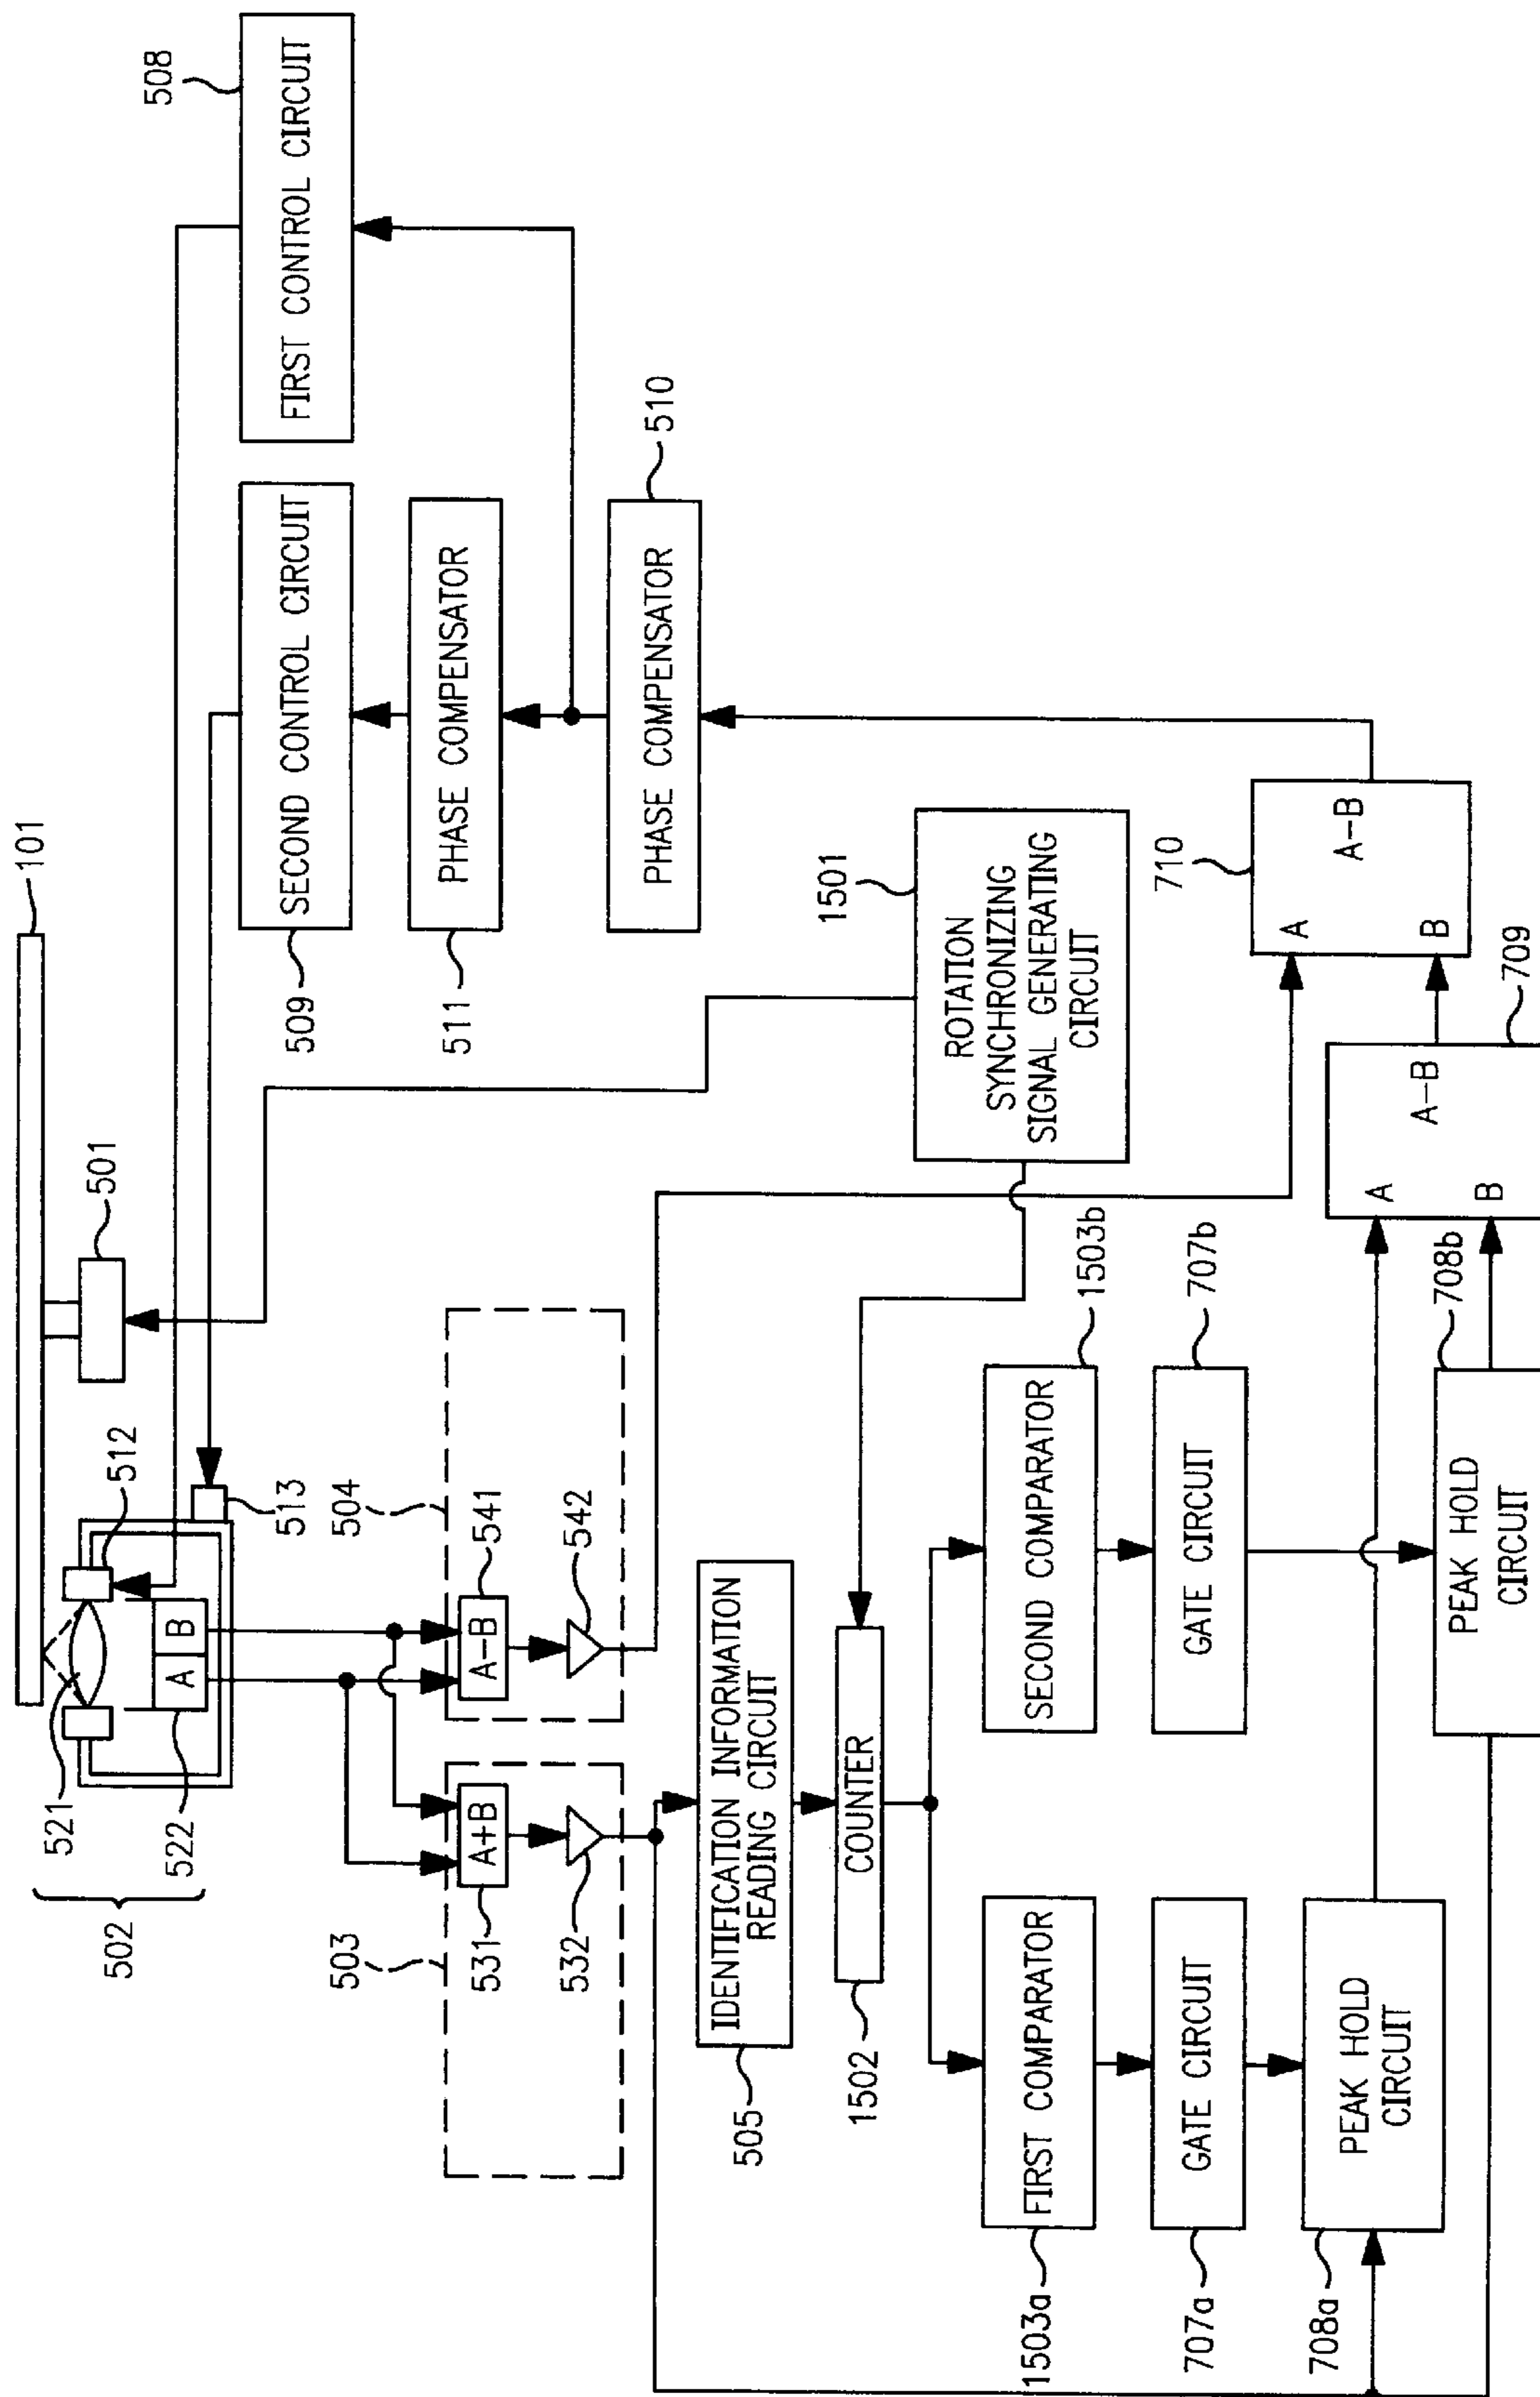 101
501
512
513
521
522
502
A
B
508
FIRST CONTROL CIRCUIT
SECOND CONTROL CIRCUIT
509
PHASE COMPENSATOR
511
PHASE COMPENSATOR
510
503
504
A+B
531
532
A-B
541
542
IDENTIFICATION INFORMATION
READING CIRCUIT
505
COUNTER
1502
ROTATION
SYNCHRONIZING
SIGNAL GENERATING
CIRCUIT
1501
FIRST COMPARATOR
1503a
SECOND COMPARATOR
1503b
GATE CIRCUIT
707a
GATE CIRCUIT
707b
PEAK HOLD
CIRCUIT
708a
PEAK HOLD
CIRCUIT
708b
A
B
A-B
709
A
B
A-B
710